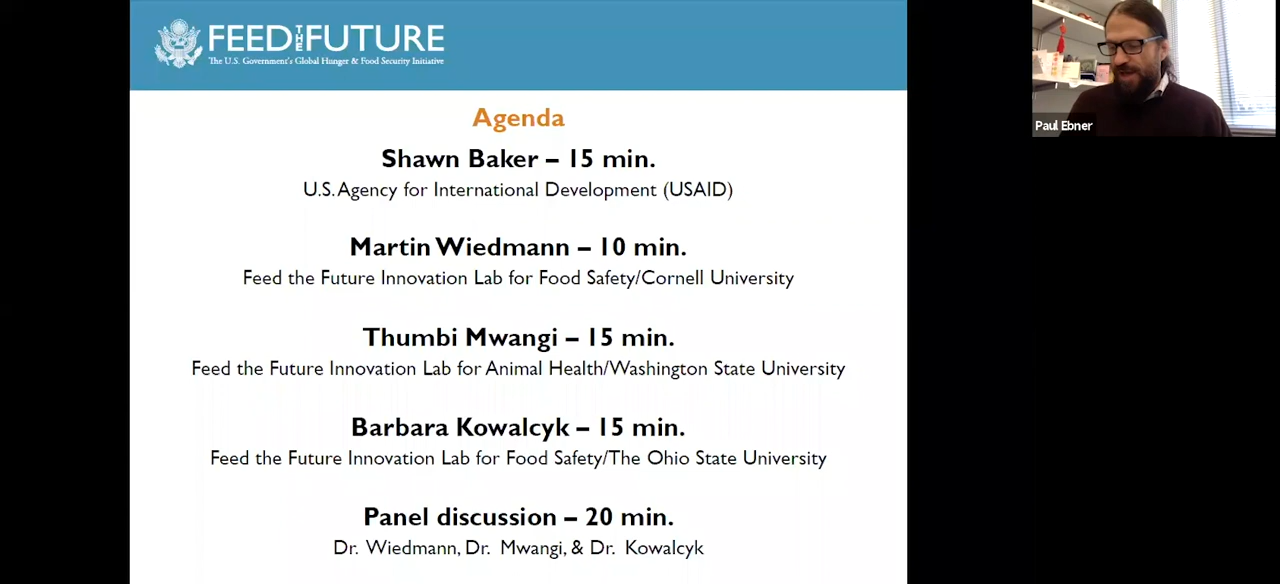 FEED THE FUTURE
The U.S. Government's Global Hunger & Food Security Initiative
Paul Ebner
Agenda
Shawn Baker – 15 min.
U.S. Agency for International Development (USAID)
Martin Wiedmann – 10 min.
Feed the Future Innovation Lab for Food Safety/Cornell University
Thumbi Mwangi – 15 min.
Feed the Future Innovation Lab for Animal Health/Washington State University
Barbara Kowalcyk – 15 min.
Feed the Future Innovation Lab for Food Safety/The Ohio State University
Panel discussion – 20 min.
Dr. Wiedmann, Dr. Mwangi, & Dr. Kowalcyk